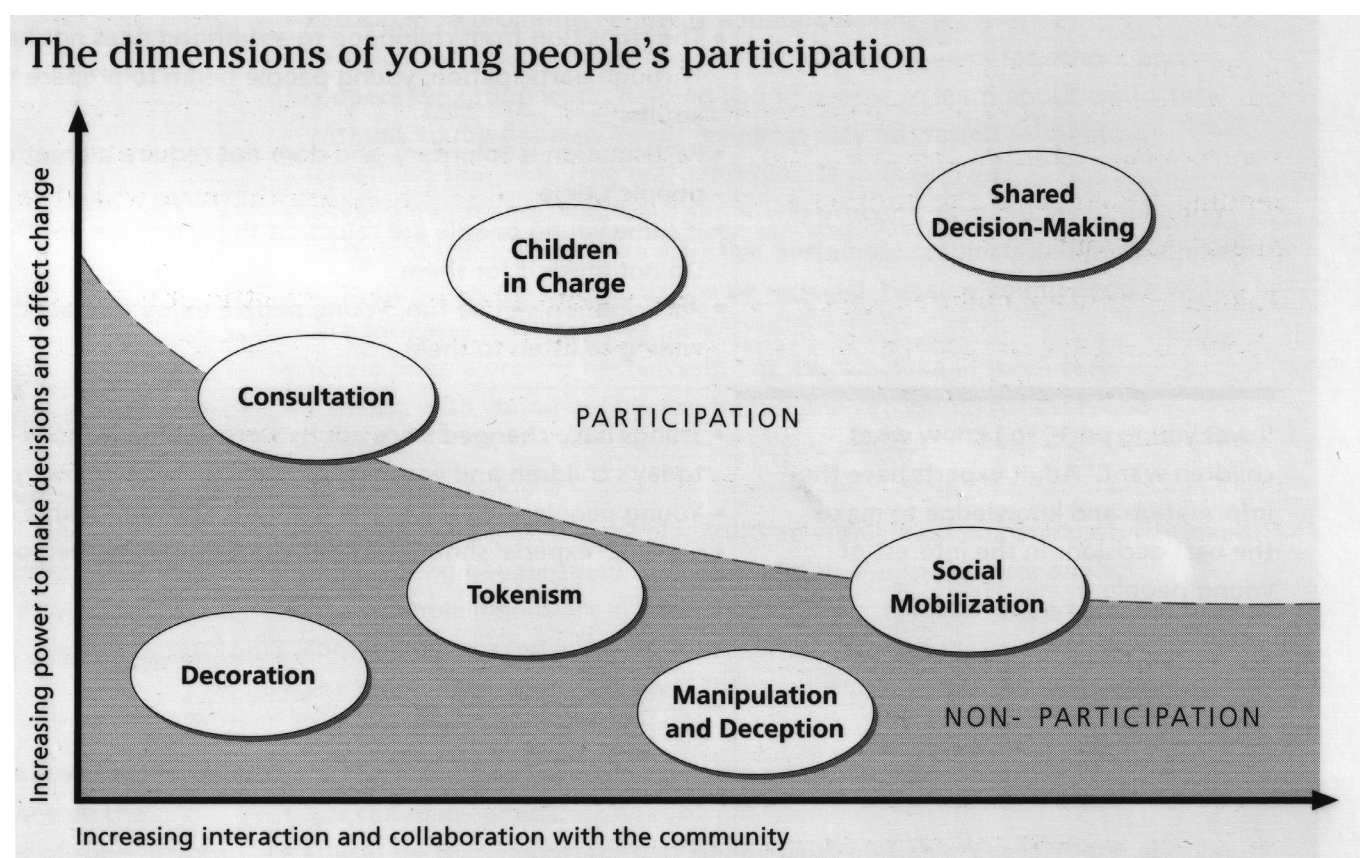 The dimensions of young people's participation
Increasing power to make decisions and affect change
Shared
Decision-Making
Children
in Charge
Consultation
PARTICIPATION
Social
Mobilization
Tokenism
Decoration
Manipulation
and Deception
NON- PARTICIPATION
Increasing interaction and collaboration with the community